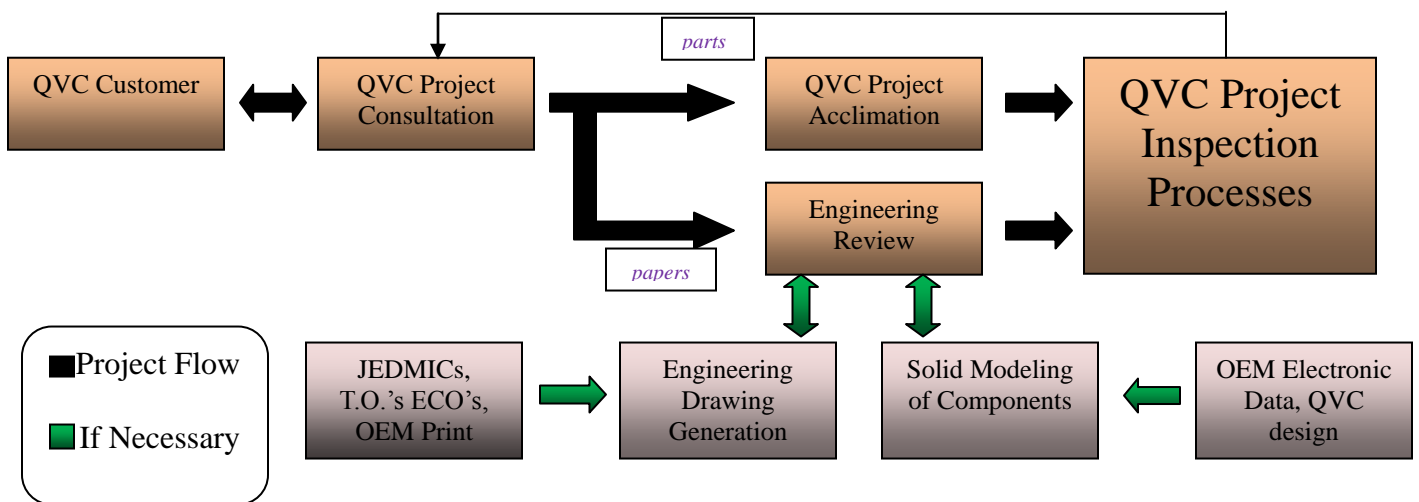 parts
QVC Customer
QVC Project
Consultation
QVC Project
Acclimation
QVC Project
Inspection
Processes
Engineering
Review
papers
Project Flow
If Necessary
JEDMICs,
T.O.'s ECO's,
OEM Print
Engineering
Drawing
Generation
Solid Modeling
of Components
OEM Electronic
Data, QVC
design